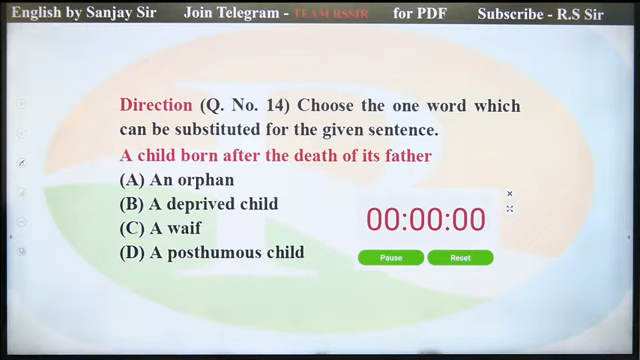 English by Sanjay Sir Join Telegram - TEAM RSSIR for PDF Subscribe - R.S Sir
Direction (Q. No. 14) Choose the one word which
can be substituted for the given sentence.
A child born after the death of its father
(A) An orphan
(B) A deprived child
(C) A waif
(D) A posthumous child
00:00:00
Pause Reset